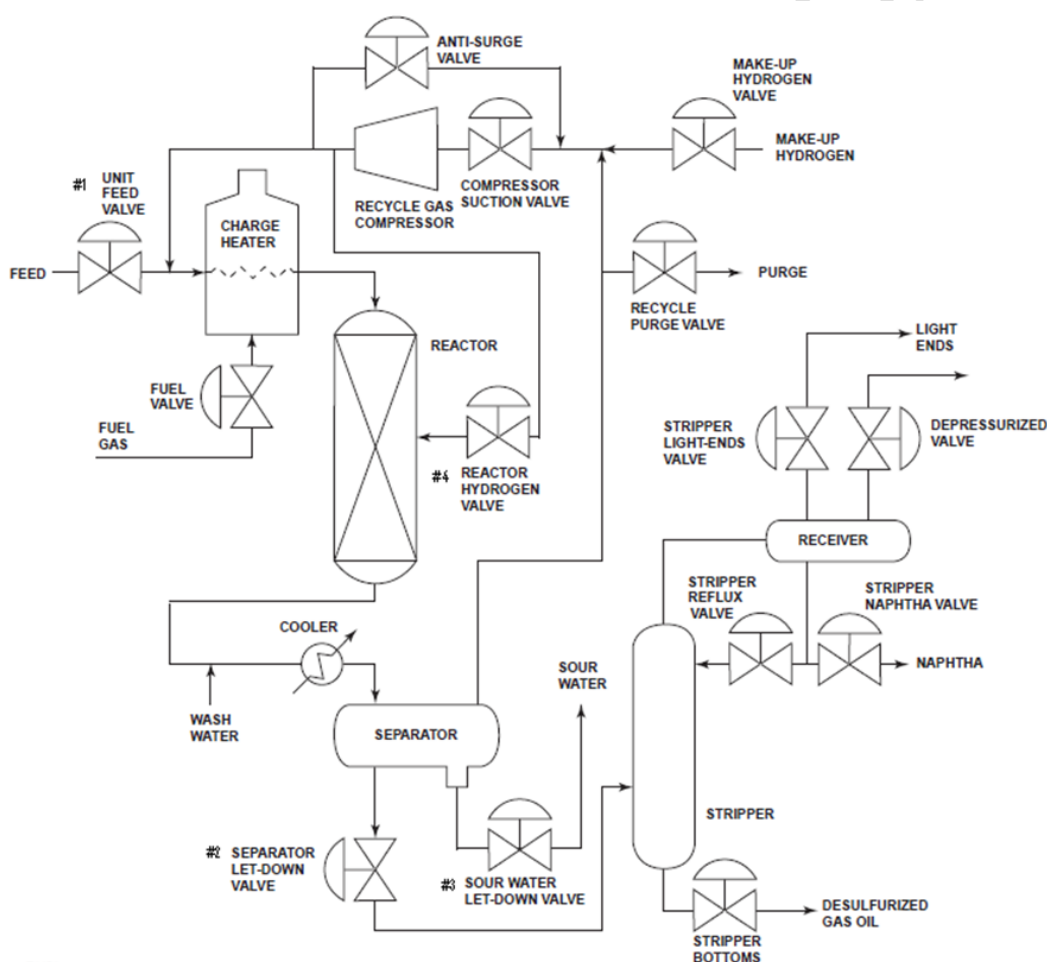 ANTI-SURGE
VALVE
MAKE-UP
HYDROGEN
VALVE
MAKE-UP
HYDROGEN
#1 UNIT
FEED
VALVE
CHARGE
HEATER
RECYCLE GAS
COMPRESSOR
COMPRESSOR
SUCTION VALVE
FEED
PURGE
RECYCLE
PURGE VALVE
REACTOR
LIGHT
ENDS
FUEL
VALVE
FUEL
GAS
STRIPPER
LIGHT-ENDS
VALVE
DEPRESSURIZED
VALVE
#4 REACTOR
HYDROGEN
VALVE
RECEIVER
STRIPPER
REFLUX
VALVE
STRIPPER
NAPHTHA VALVE
COOLER
NAPHTHA
SOUR
WATER
WASH
WATER
SEPARATOR
STRIPPER
#2 SEPARATOR
LET-DOWN
VALVE
#3 SOUR WATER
LET-DOWN VALVE
DESULFURIZED
GAS OIL
STRIPPER
BOTTOMS